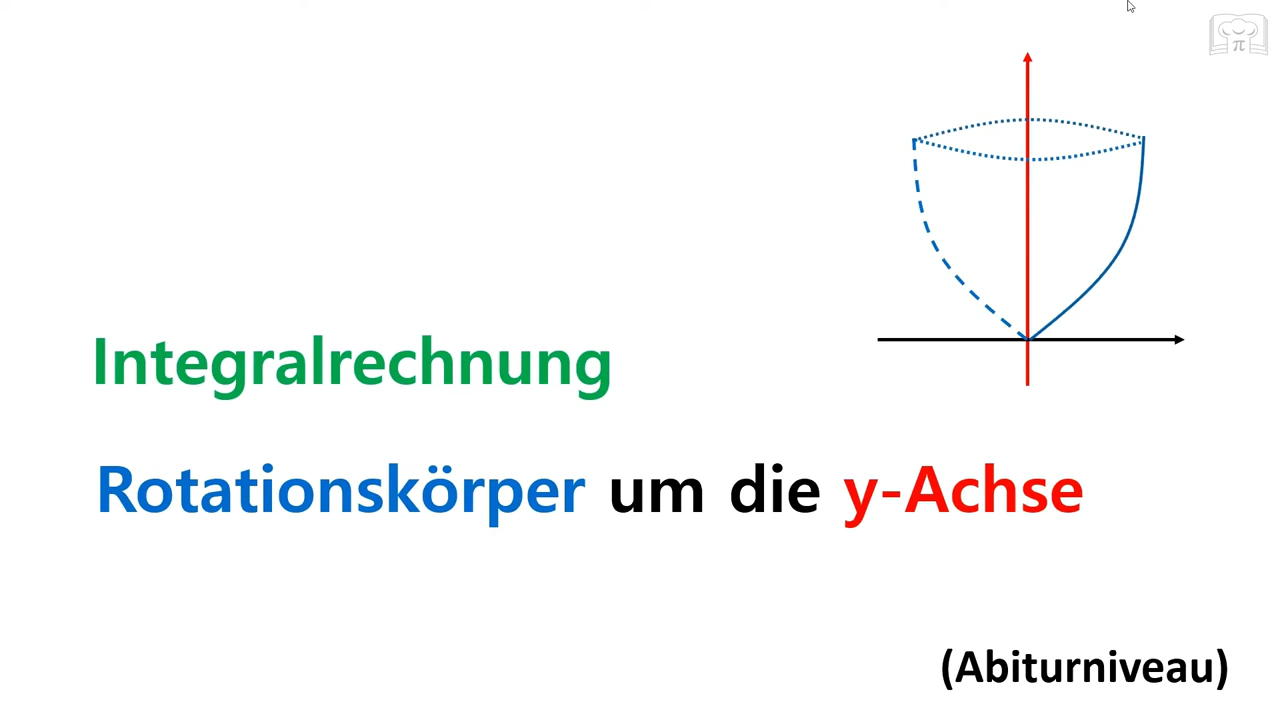 π
Integralrechnung
Rotationskörper um die y-Achse
(Abiturniveau)